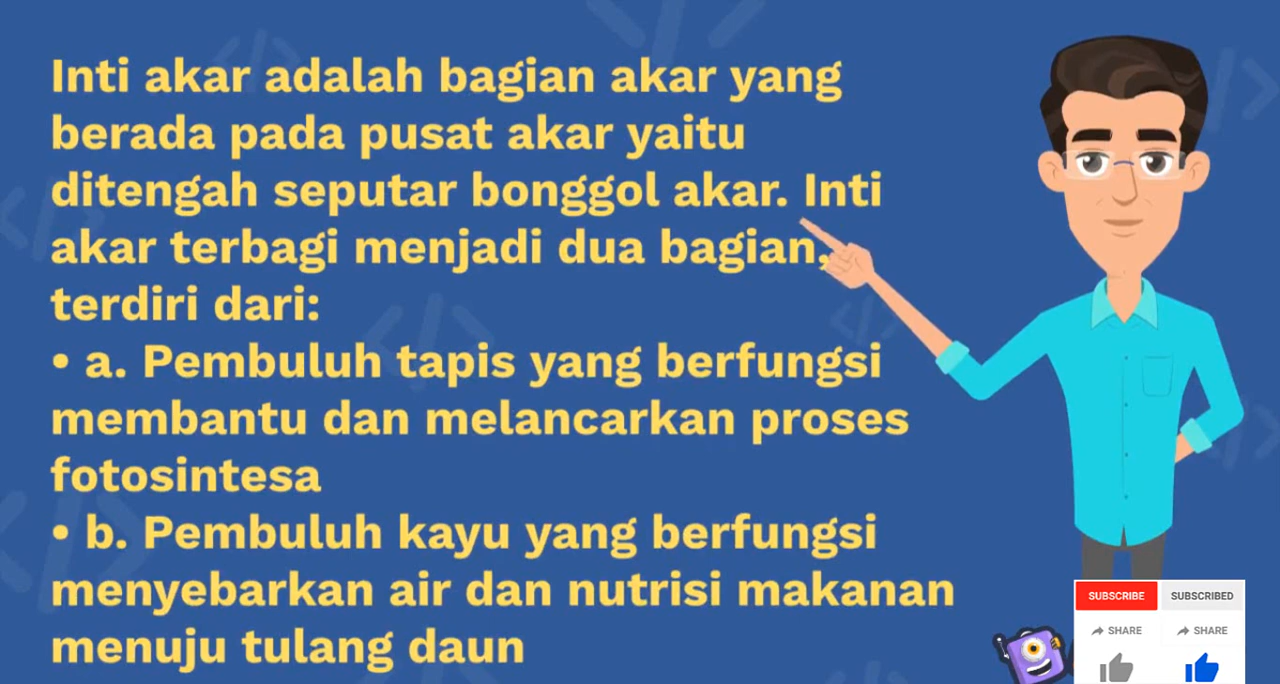 Inti akar adalah bagian akar yang
berada pada pusat akar yaitu
ditengah seputar bonggol akar. Inti
akar terbagi menjadi dua bagian,
terdiri dari:
• a. Pembuluh tapis yang berfungsi
membantu dan melancarkan proses
fotosintesa
• b. Pembuluh kayu yang berfungsi
menyebarkan air dan nutrisi makanan
menuju tulang daun
SUBSCRIBE SUBSCRIBED
SHARE SHARE